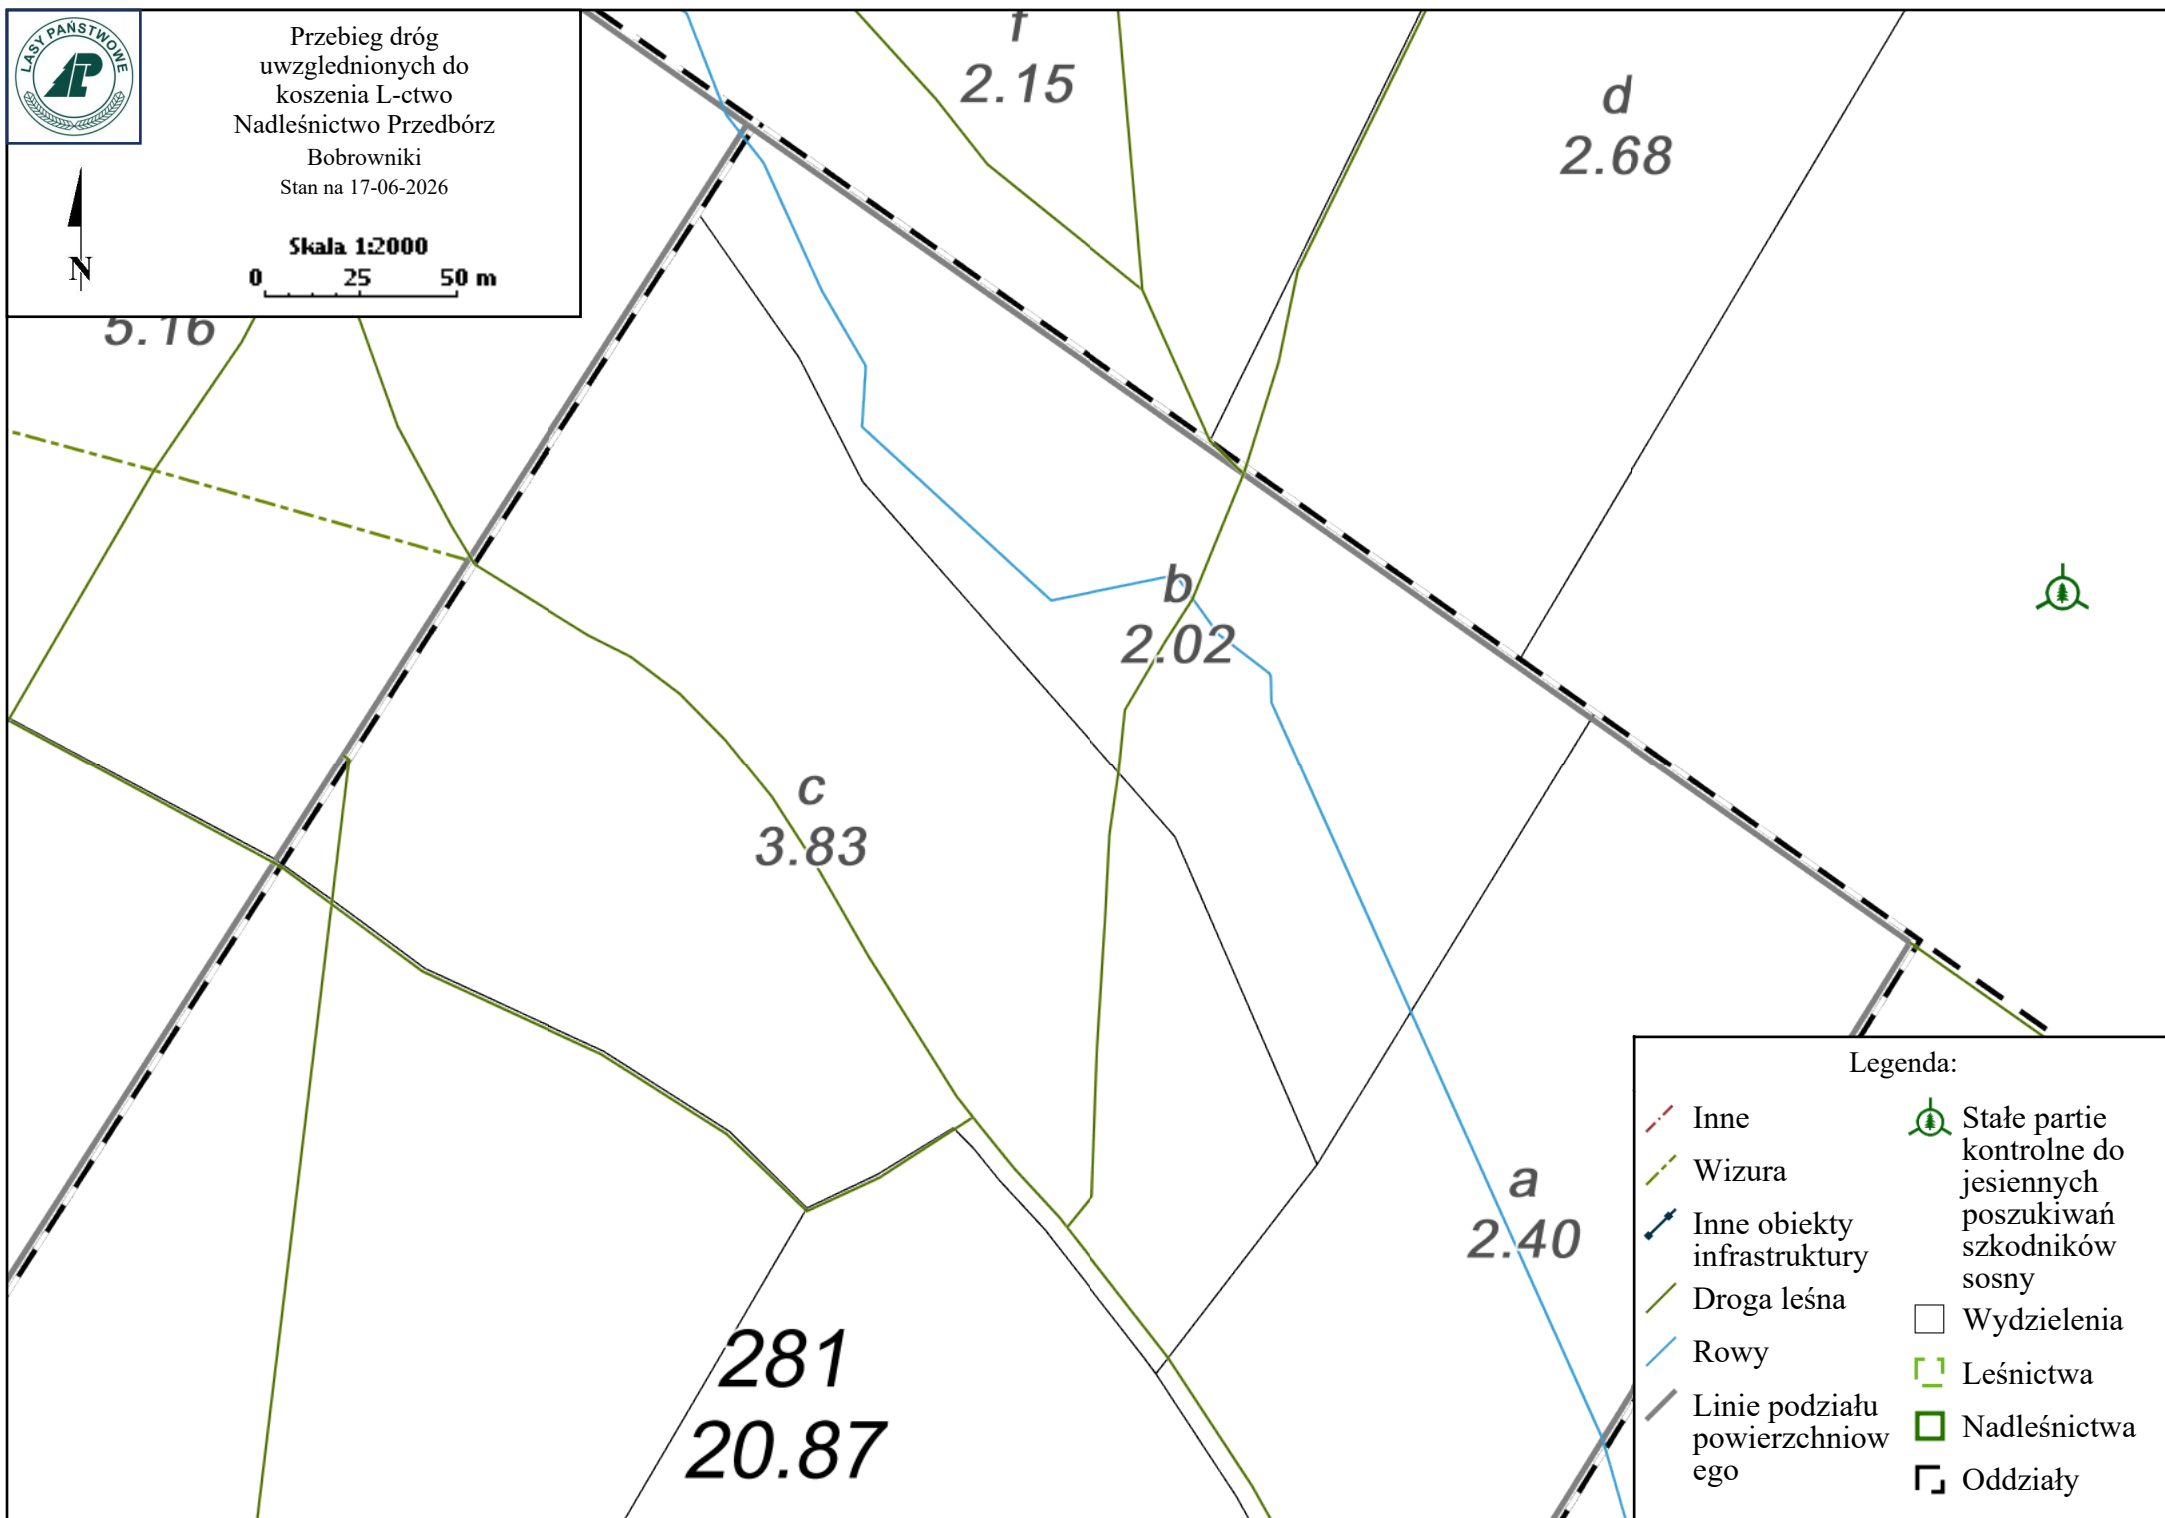 LASY PAŃSTWOWE
LP
Przebieg dróg
uwzglednionych do
koszenia L-ctwo
Nadleśnictwo Przedbórz
Bobrowniki
Stan na 17-06-2026
N
Skala 1:2000
0 25 50 m
f
2.15
d
2.68
5.16
b
2.02
c
3.83
a
2.40
281
20.87
Legenda:
Inne
Wizura
Inne obiekty
infrastruktury
Droga leśna
Rowy
Linie podziału
powierzchniow
ego
Stałe partie
kontrolne do
jesiennych
poszukiwań
szkodników
sosny
Wydzielenia
Leśnictwa
Nadleśnictwa
Oddziały